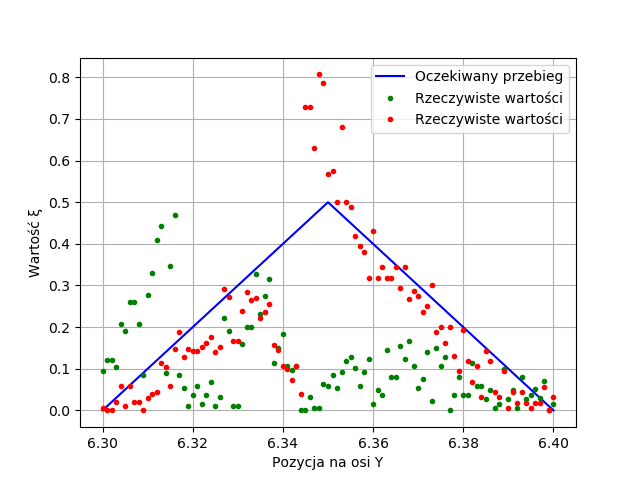 Oczekiwany przebieg
Rzeczywiste wartości
Rzeczywiste wartości
0.8
0.7
0.6
0.5
0.4
0.3
0.2
0.1
0.0
Wartość ξ
6.30 6.32 6.34 6.36 6.38 6.40
Pozycja na osi Y